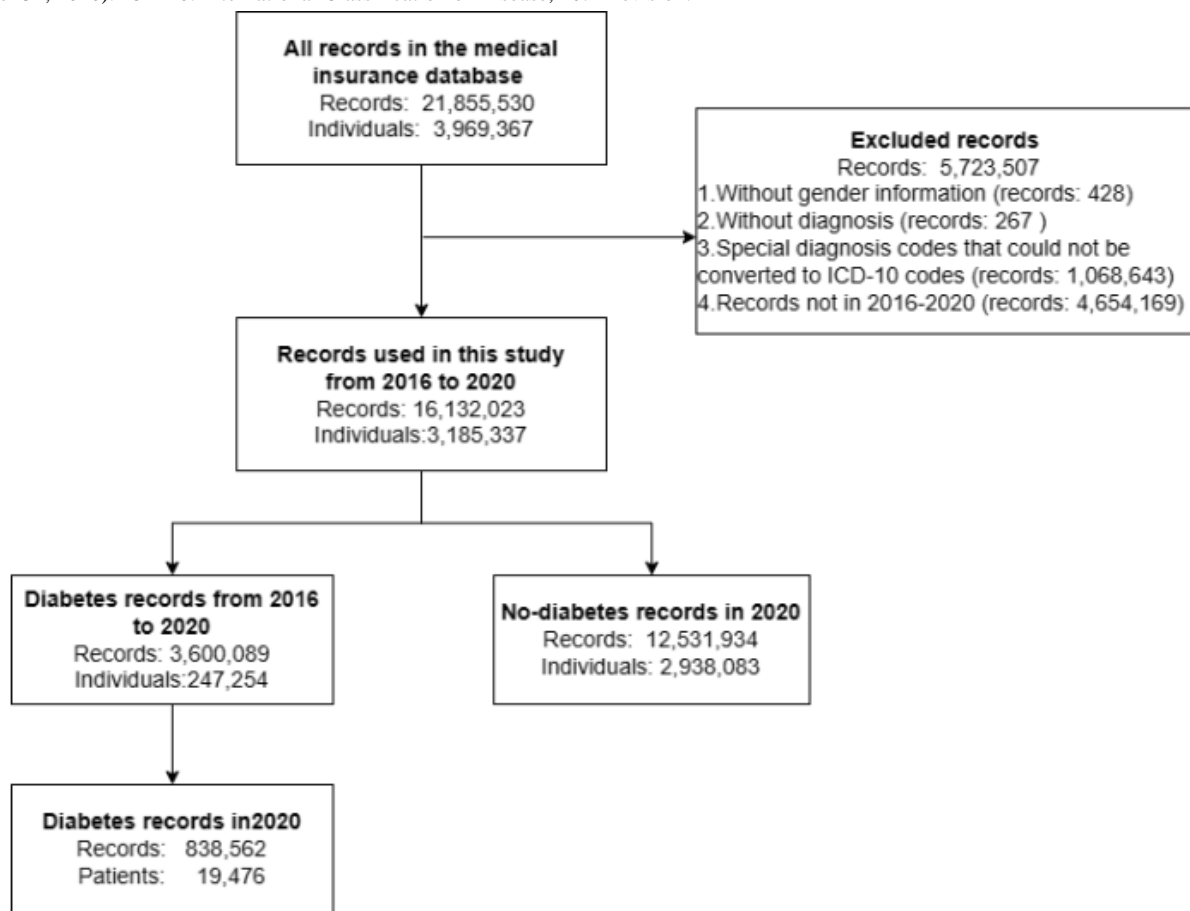 All records in the medical
insurance database
Records: 21,855,530
Individuals: 3,969,367
Excluded records
Records: 5,723,507
1.Without gender information (records: 428)
2.Without diagnosis (records: 267 )
3.Special diagnosis codes that could not be
converted to ICD-10 codes (records: 1,068,643)
4.Records not in 2016-2020 (records: 4,654,169)
Records used in this study
from 2016 to 2020
Records: 16,132,023
Individuals:3,185,337
Diabetes records from 2016
to 2020
Records: 3,600,089
Individuals:247,254
No-diabetes records in 2020
Records: 12,531,934
Individuals: 2,938,083
Diabetes records in2020
Records: 838,562
Patients: 19,476